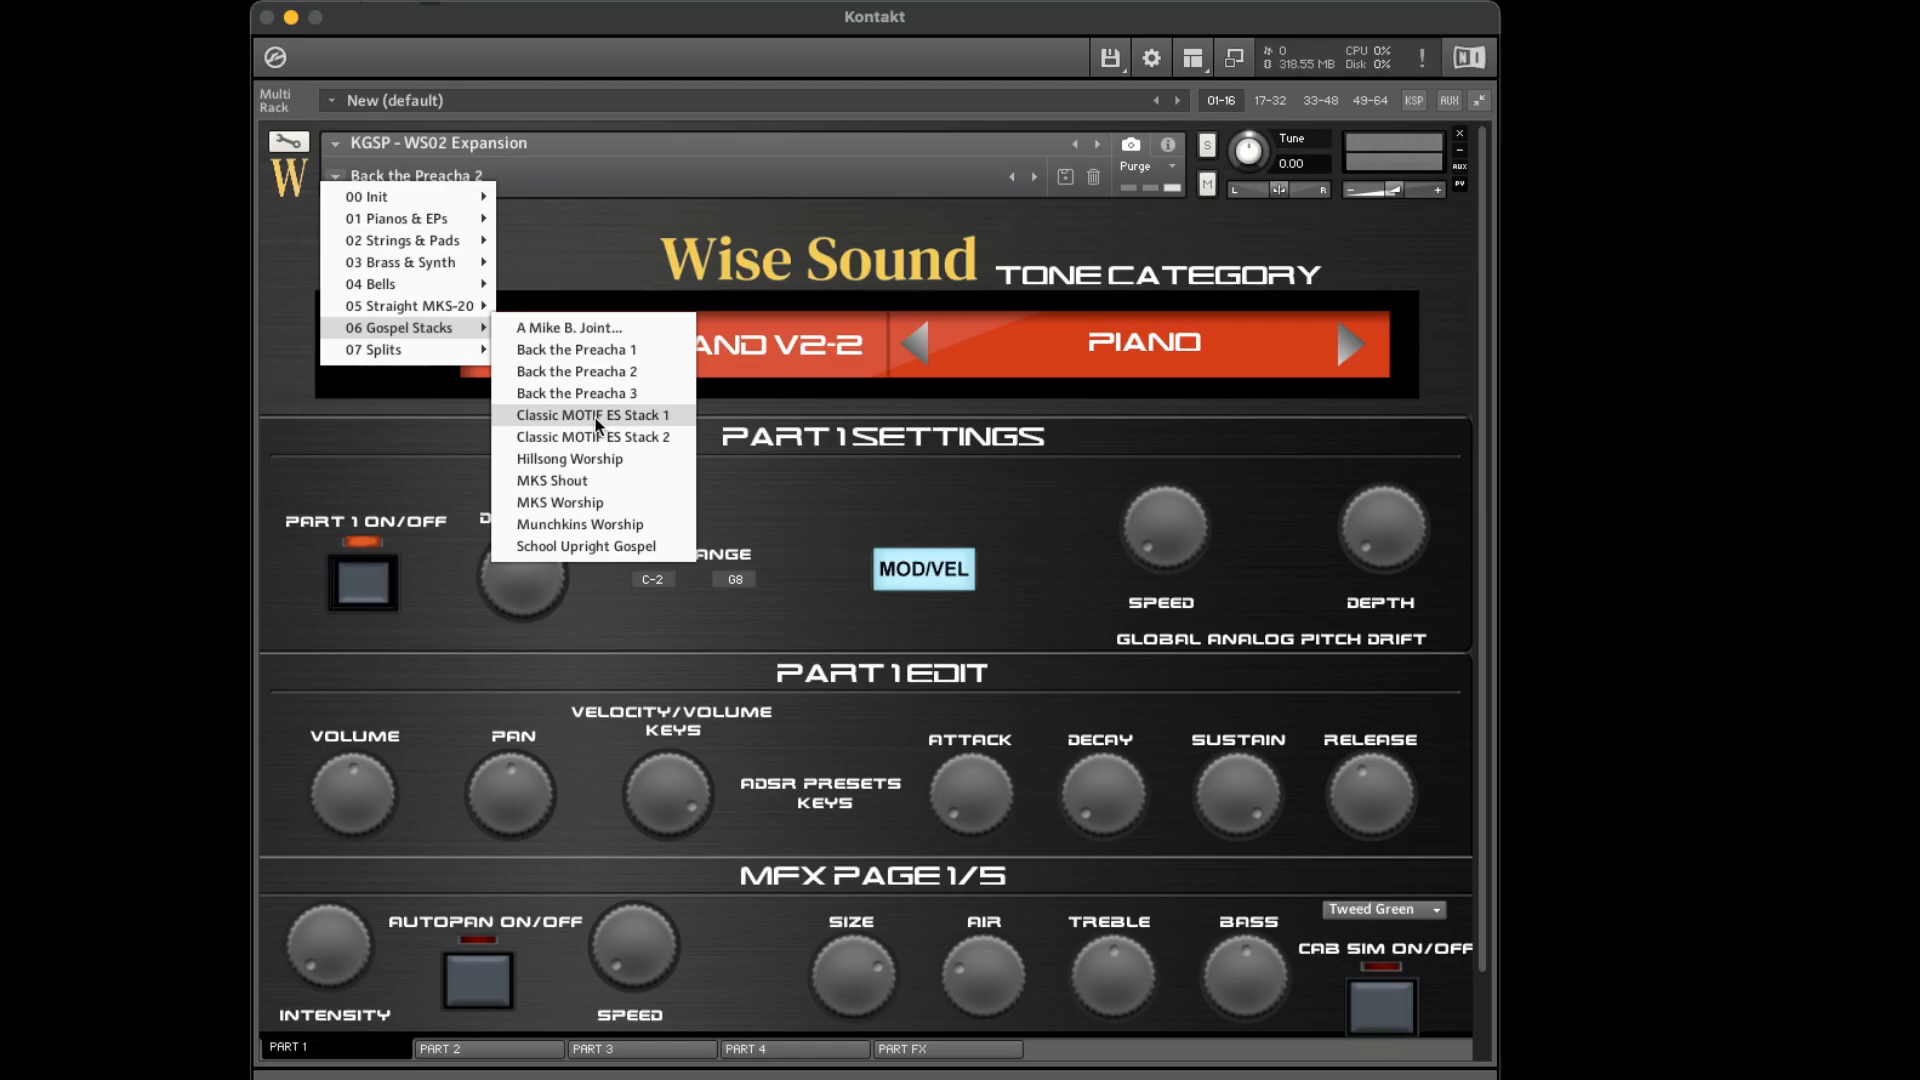 Kontakt
0
0 318.55 MB
CPU 0%
Disk 0%
!
NI
Multi
Rack
New (default)
01-16 17-32 33-48 49-64 KSP AUX
W
KGSP - WS02 Expansion
Back the Preacha 2
Purge
S
M
Tune
0.00
L R
- +
x
-
AUX
PV
00 Init
01 Pianos & EPs
02 Strings & Pads
03 Brass & Synth
04 Bells
05 Straight MKS-20
06 Gospel Stacks
07 Splits
A Mike B. Joint...
Back the Preacha 1
Back the Preacha 2
Back the Preacha 3
Classic MOTIF ES Stack 1
Classic MOTIF ES Stack 2
Hillsong Worship
MKS Shout
MKS Worship
Munchkins Worship
School Upright Gospel
Wise Sound
TONE CATEGORY
AND V2-2
PIANO
PART 1 SETTINGS
PART 1 ON/OFF
D
ANGE
C-2 G8
MOD/VEL
SPEED
DEPTH
GLOBAL ANALOG PITCH DRIFT
PART 1 EDIT
VOLUME
PAN
VELOCITY/VOLUME
KEYS
ADSR PRESETS
KEYS
ATTACK
DECAY
SUSTAIN
RELEASE
MFX PAGE 1/5
INTENSITY
AUTOPAN ON/OFF
SPEED
SIZE
AIR
TREBLE
BASS
Tweed Green
CAB SIM ON/OFF
PART 1
PART 2
PART 3
PART 4
PART FX